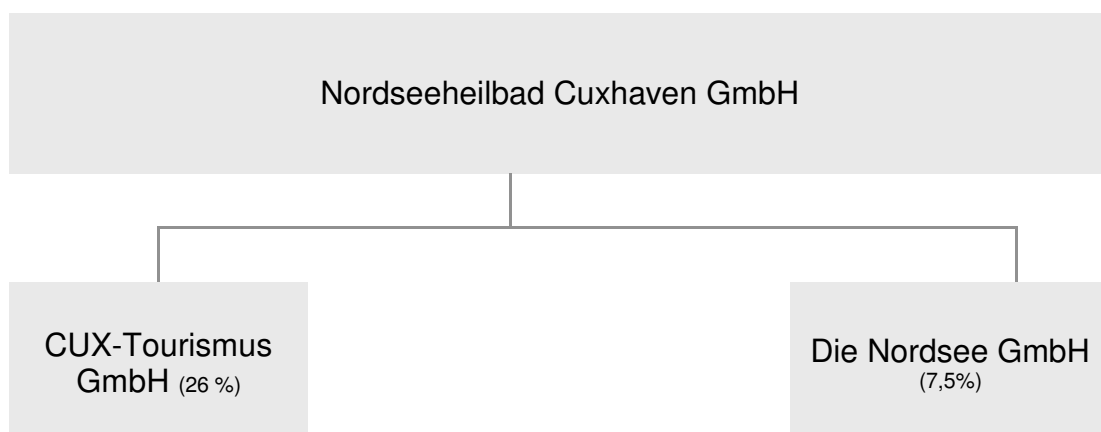 Nordseeheilbad Cuxhaven GmbH
CUX-Tourismus
GmbH (26 %)
Die Nordsee GmbH
(7,5%)